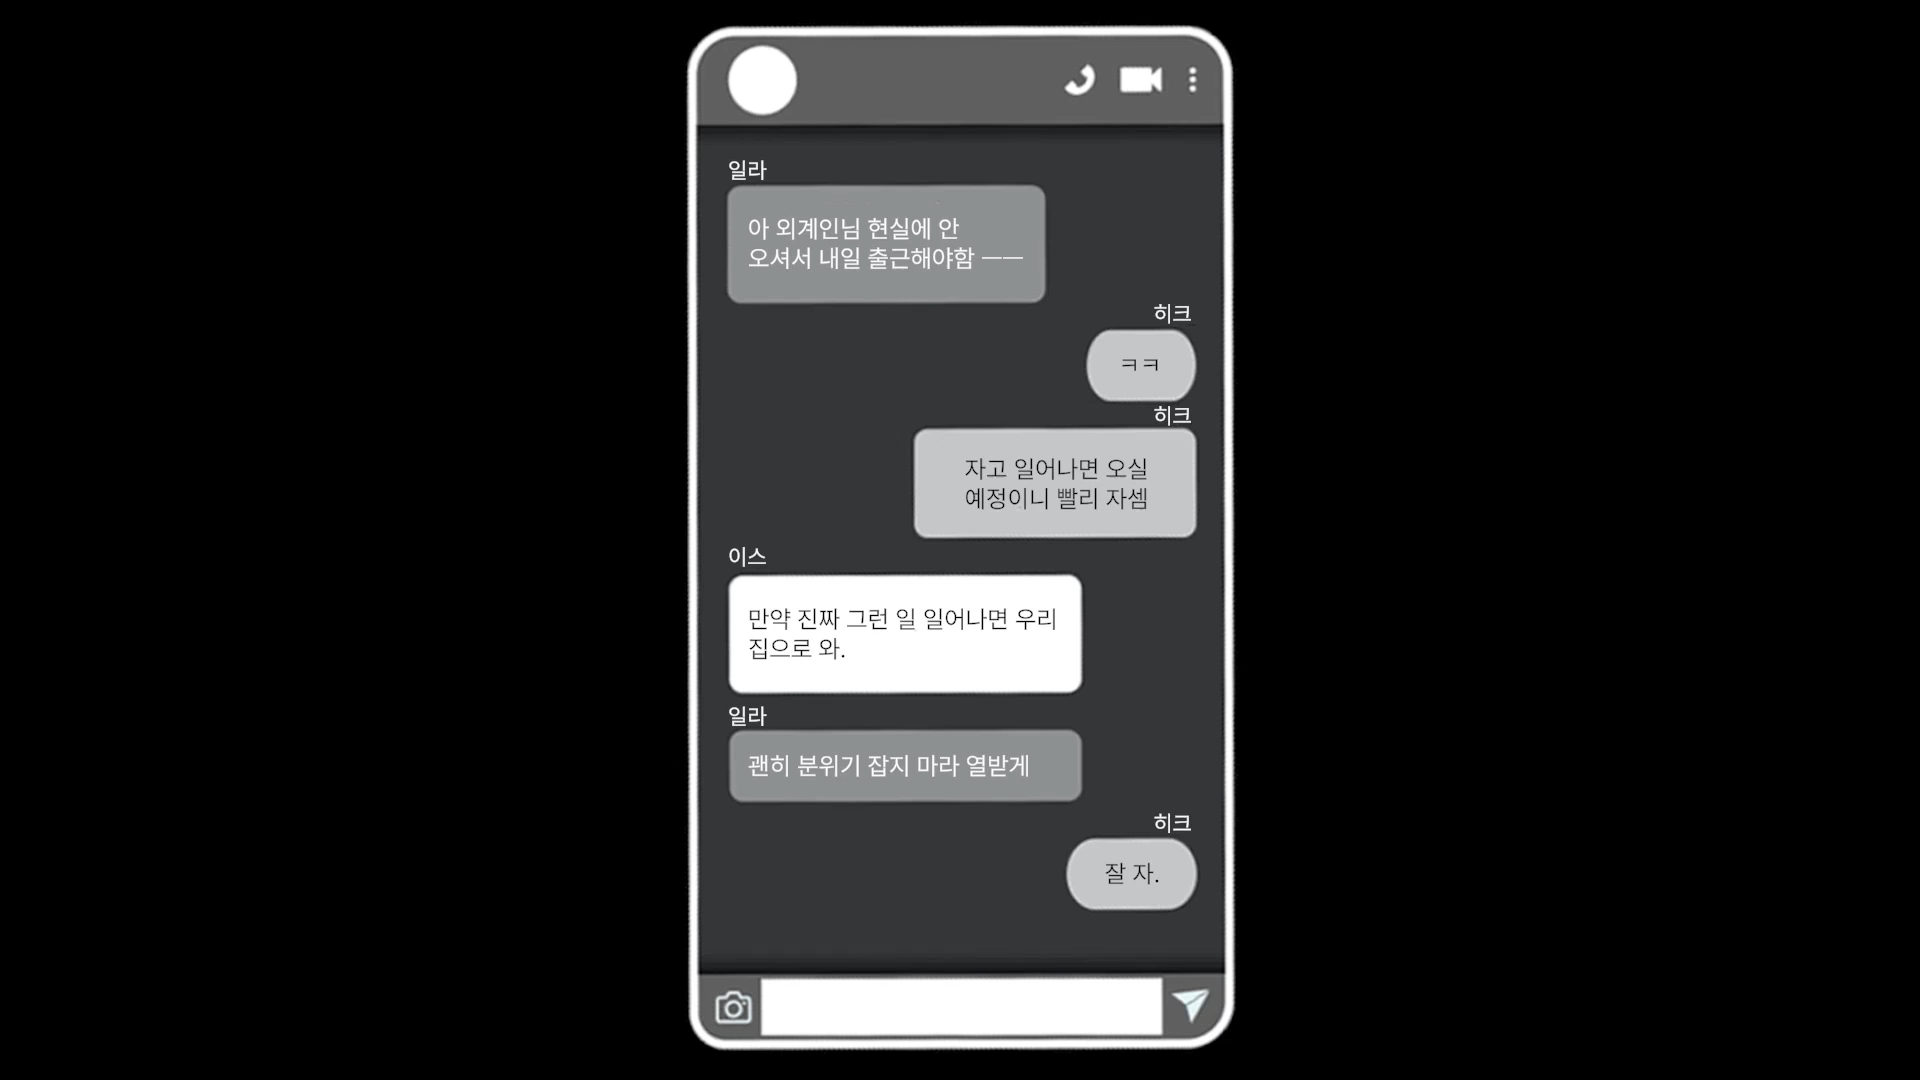 일라
아 외계인님 현실에 안
오셔서 내일 출근해야함 ㅡㅡ
히크
ㅋㅋ
히크
자고 일어나면 오실
예정이니 빨리 자셈
이스
만약 진짜 그런 일 일어나면 우리
집으로 와.
일라
괜히 분위기 잡지 마라 열받게
히크
잘 자.